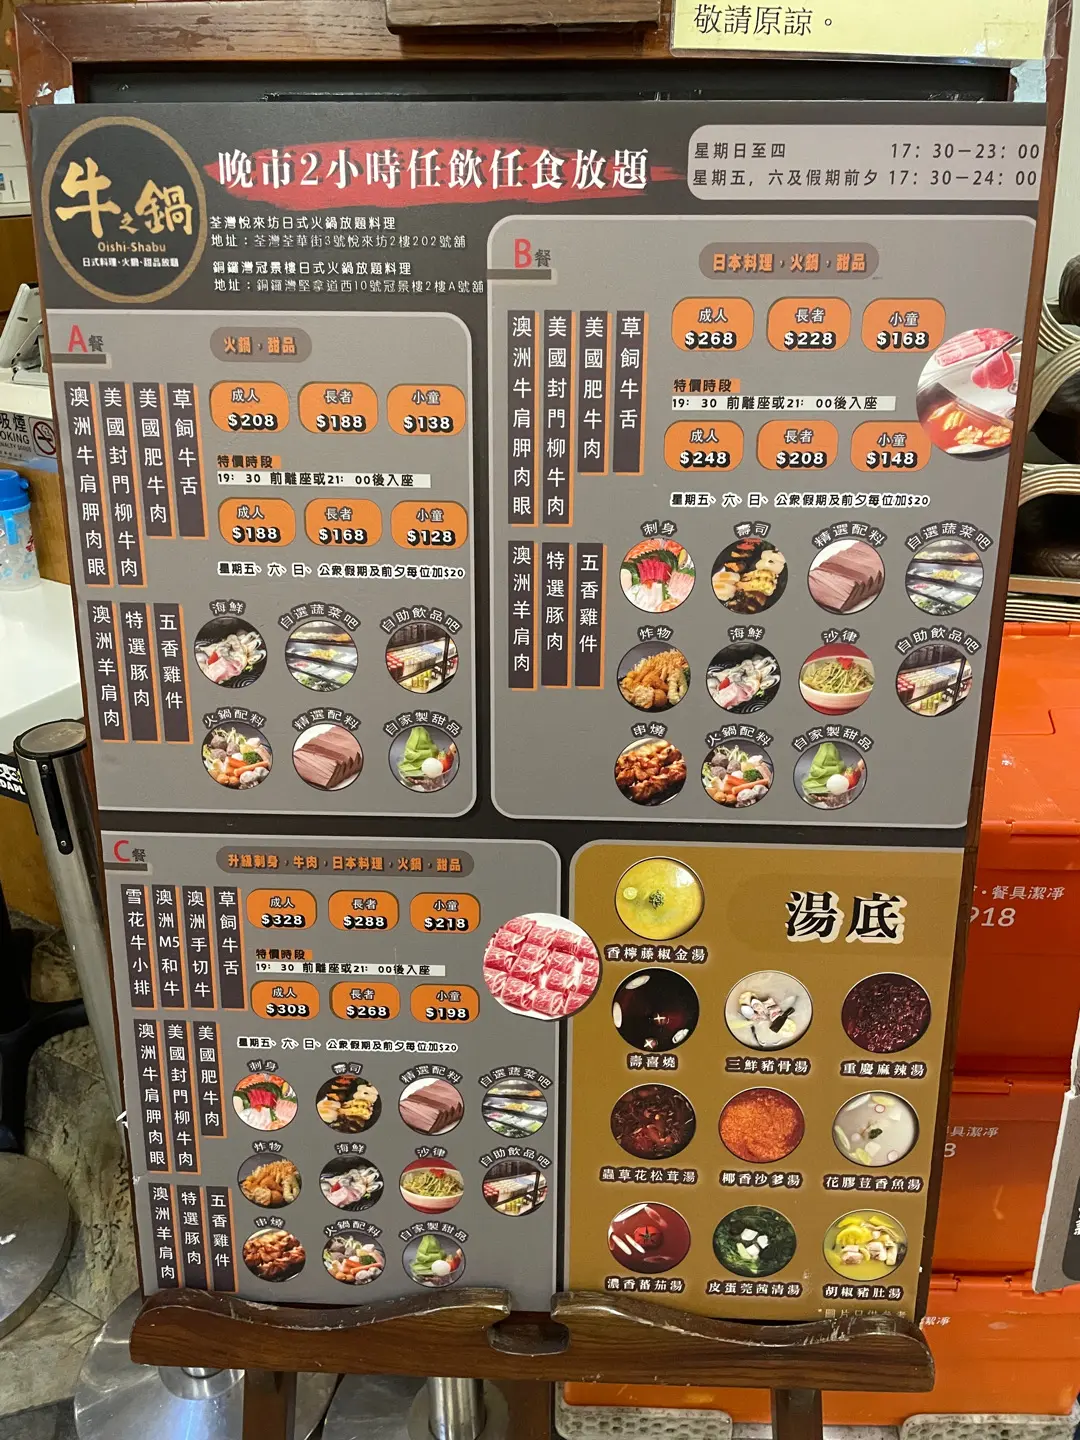 敬請原諒。
牛之鍋
Oishi-Shabu
日式料理·火鍋·甜品放題
晚市2小時任飲任食放題
星期日至四 17：30－23：00
星期五，六及假期前夕 17：30－24：00
荃灣悅來坊日式火鍋放題料理
地址：荃灣荃華街3號悅來坊2樓202號舖
銅鑼灣冠景樓日式火鍋放題料理
地址：銅鑼灣堅拿道西10號冠景樓2樓A號舖
A餐
火鍋．甜品
澳洲牛肩胛肉眼
美國封門柳牛肉
美國肥牛肉
草飼牛舌
成人 $208
長者 $188
小童 $138
特價時段
19：30 前離座或21：00後入座
成人 $188
長者 $168
小童 $128
星期五、六、日、公眾假期及前夕每位加$20
澳洲羊肩肉
特選豚肉
五香雞件
海鮮
自選蔬菜吧
自助飲品吧
火鍋配料
精選配料
自家製甜品
B餐
日本料理．火鍋．甜品
澳洲牛肩胛肉眼
美國封門柳牛肉
美國肥牛肉
草飼牛舌
成人 $268
長者 $228
小童 $168
特價時段
19：30 前離座或21：00後入座
成人 $248
長者 $208
小童 $148
星期五、六、日、公眾假期及前夕每位加$20
澳洲羊肩肉
特選豚肉
五香雞件
刺身
壽司
精選配料
自選蔬菜吧
炸物
海鮮
沙律
自助飲品吧
串燒
火鍋配料
自家製甜品
C餐
升級刺身．牛肉．日本料理．火鍋．甜品
雪花牛小排
澳洲M5和牛
澳洲手切牛
草飼牛舌
成人 $328
長者 $288
小童 $218
特價時段
19：30 前離座或21：00後入座
成人 $308
長者 $268
小童 $198
星期五、六、日、公眾假期及前夕每位加$20
澳洲牛肩胛肉眼
美國封門柳牛肉
美國肥牛肉
澳洲羊肩肉
特選豚肉
五香雞件
刺身
壽司
精選配料
自選蔬菜吧
炸物
海鮮
沙律
自助飲品吧
串燒
火鍋配料
自家製甜品
湯底
香檸藤椒金湯
壽喜燒
三鮮豬骨湯
重慶麻辣湯
蟲草花松茸湯
椰香沙爹湯
花膠荳香魚湯
濃香蕃茄湯
皮蛋莞茜清湯
胡椒豬肚湯
*圖片只供參考
吸煙
OKING
·餐具潔淨
918
具潔淨
8
潔淨